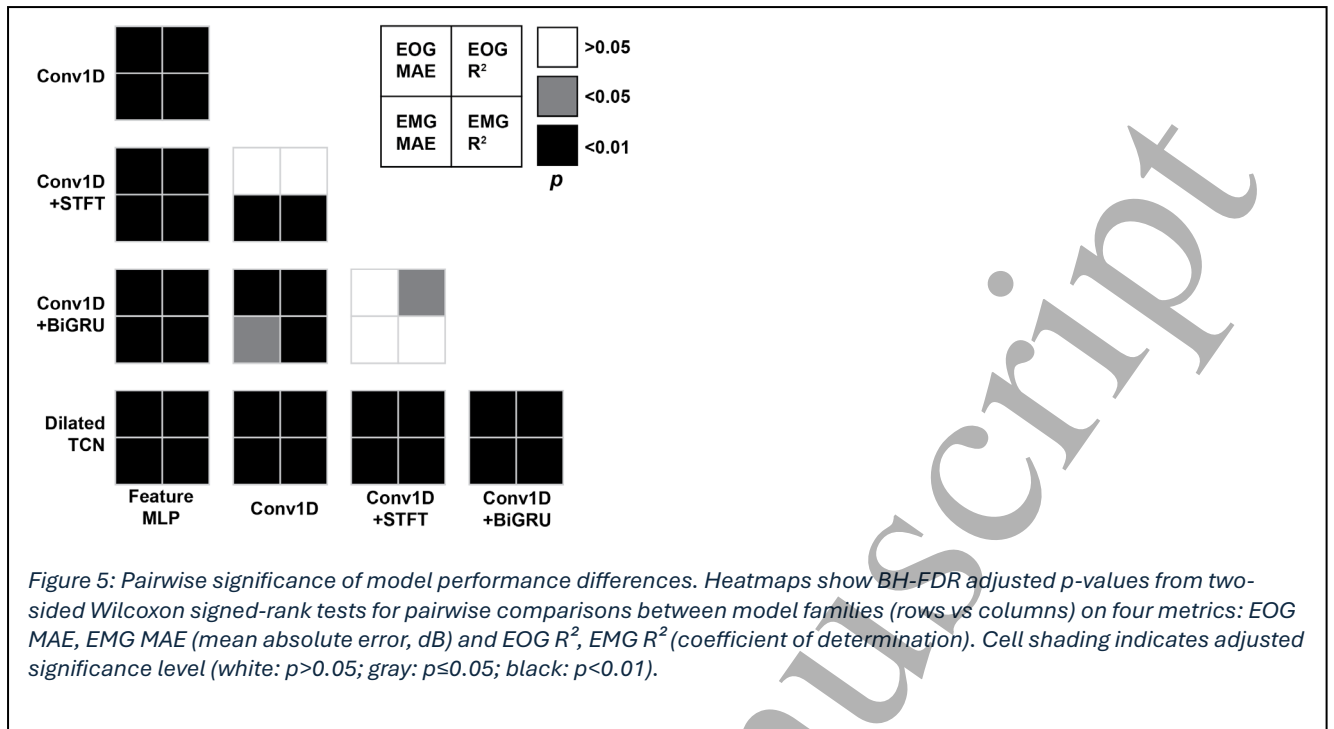 Conv1D
EOG MAE
EOG R²
EMG MAE
EMG R²
>0.05
<0.05
<0.01
p
Conv1D
+STFT
Conv1D
+BiGRU
Dilated
TCN
Feature
MLP
Conv1D
Conv1D
+STFT
Conv1D
+BiGRU
Figure 5: Pairwise significance of model performance differences. Heatmaps show BH-FDR adjusted p-values from two-
sided Wilcoxon signed-rank tests for pairwise comparisons between model families (rows vs columns) on four metrics: EOG
MAE, EMG MAE (mean absolute error, dB) and EOG R², EMG R² (coefficient of determination). Cell shading indicates adjusted
significance level (white: p>0.05; gray: p≤0.05; black: p<0.01).
uscript